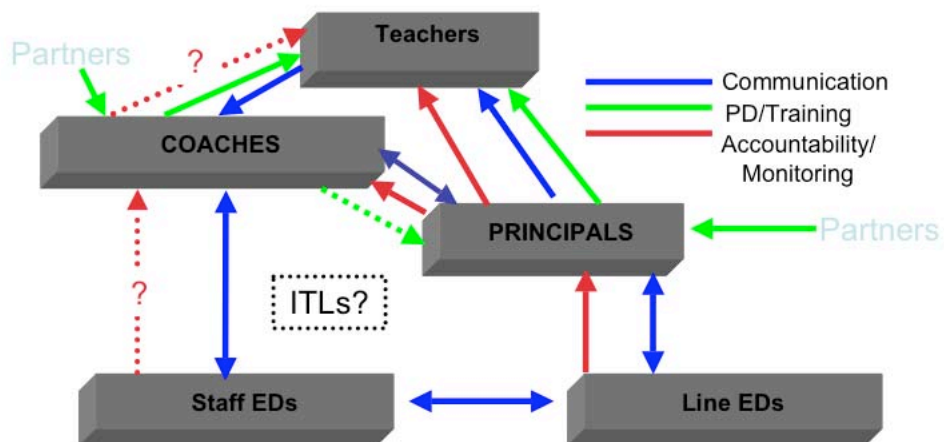 Teachers
Partners
?
Communication
PD/Training
Accountability/
Monitoring
COACHES
PRINCIPALS
Partners
?
ITLs?
Staff EDs
Line EDs